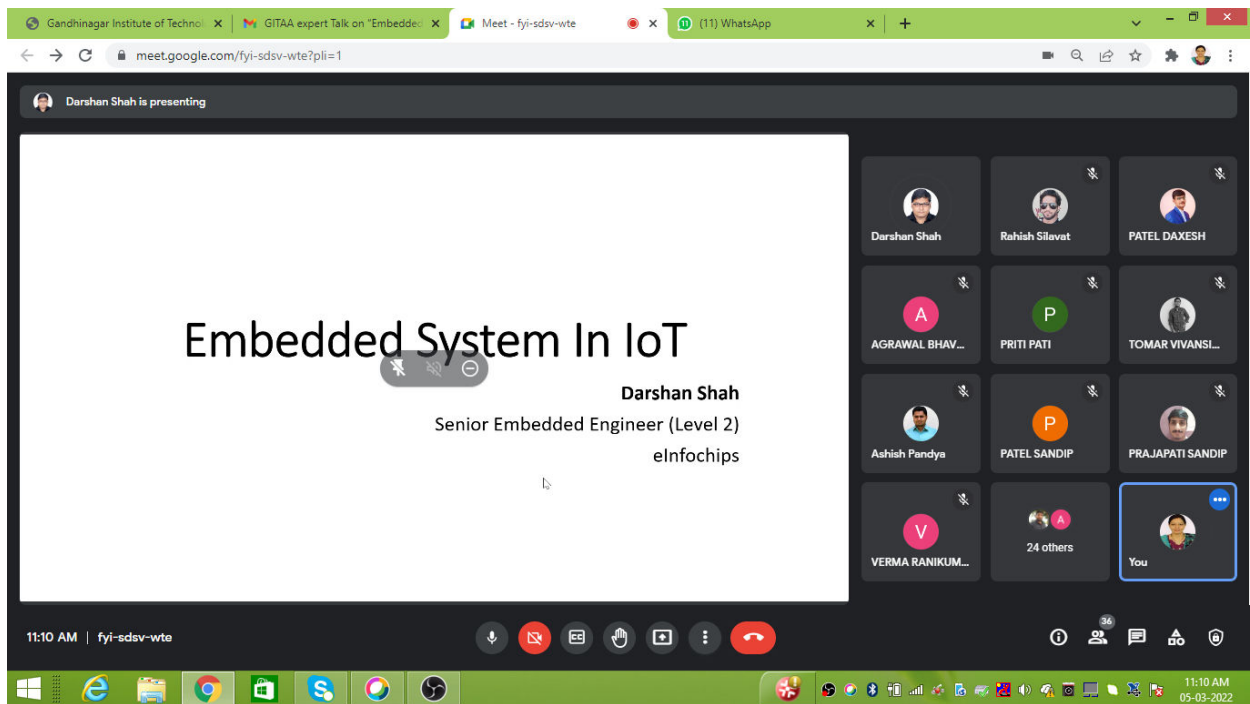 Gandhinagar Institute of Technol
GITAA expert Talk on "Embedded
Meet - fyi-sdsv-wte
11
(11) WhatsApp
meet.google.com/fyi-sdsv-wte?pli=1
Darshan Shah is presenting
Embedded System In IoT
Darshan Shah
Senior Embedded Engineer (Level 2)
eInfochips
Darshan Shah
Rahish Silavat
PATEL DAXESH
A
AGRAWAL BHAV...
P
PRITI PATI
TOMAR VIVANSI...
Ashish Pandya
P
PATEL SANDIP
PRAJAPATI SANDIP
V
VERMA RANIKUM...
A
24 others
You
11:10 AM | fyi-sdsv-wte
CC
36
11:10 AM
05-03-2022